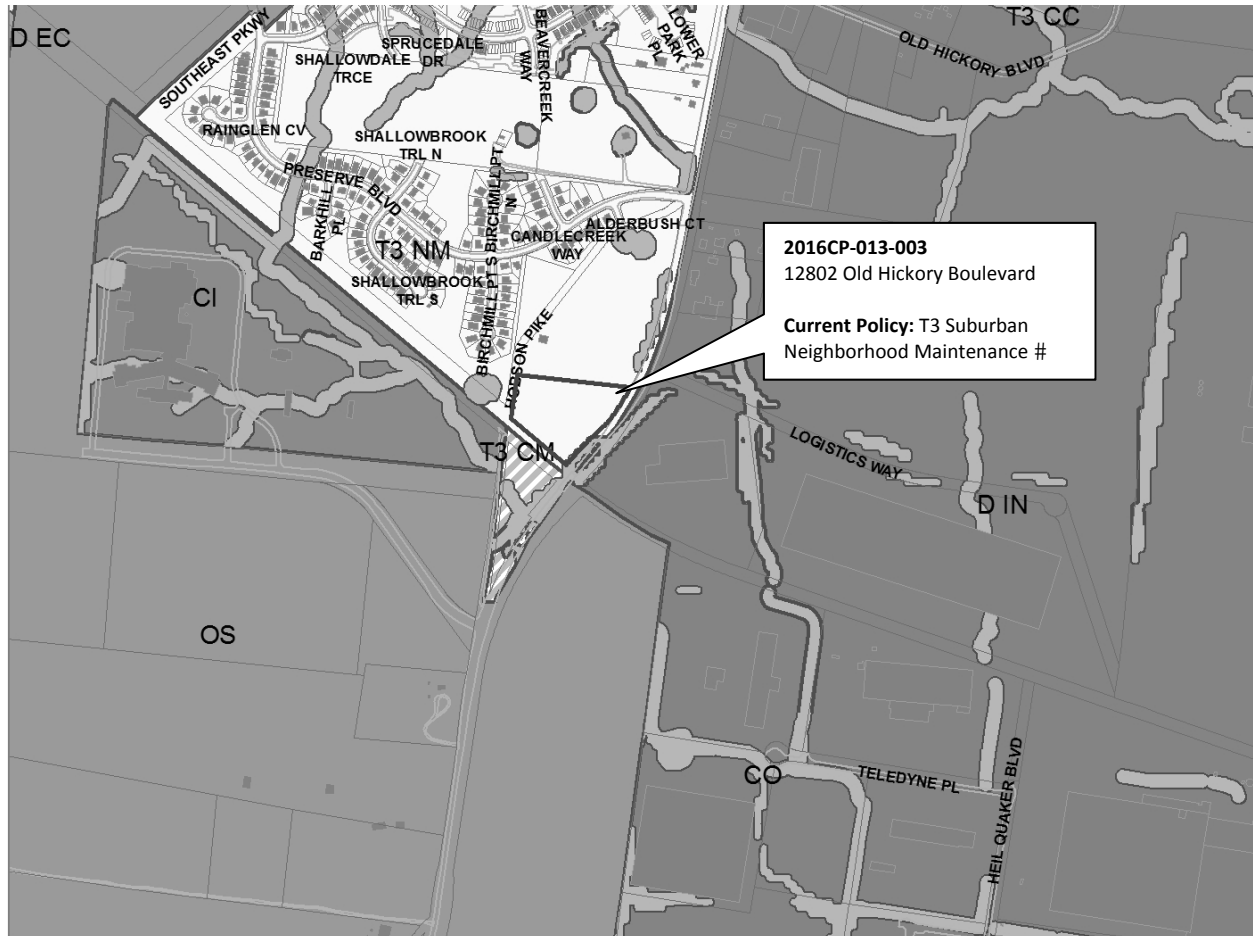 D EC
T3 CC
SOUTHEAST PKWY
SHALLOWDALE
TRCE
SPRUCEDALE
DR
BEAVERCREEK
WAY
LOWER
PARK
PL
OLD HICKORY BLVD
RAINGLEN CV
SHALLOWBROOK
TRL N
PRESERVE BLVD
BARKHILL
PL
BIRCHMILL PT
N
ALDERBUSH CT
CANDLECREEK
WAY
T3 NM
SHALLOWBROOK
TRL S
BIRCHMILL PT S
HOBSON PIKE
2016CP-013-003
12802 Old Hickory Boulevard
Current Policy: T3 Suburban
Neighborhood Maintenance #
CI
T3 CM
LOGISTICS WAY
D IN
OS
CO
TELEDYNE PL
HEIL QUAKER BLVD